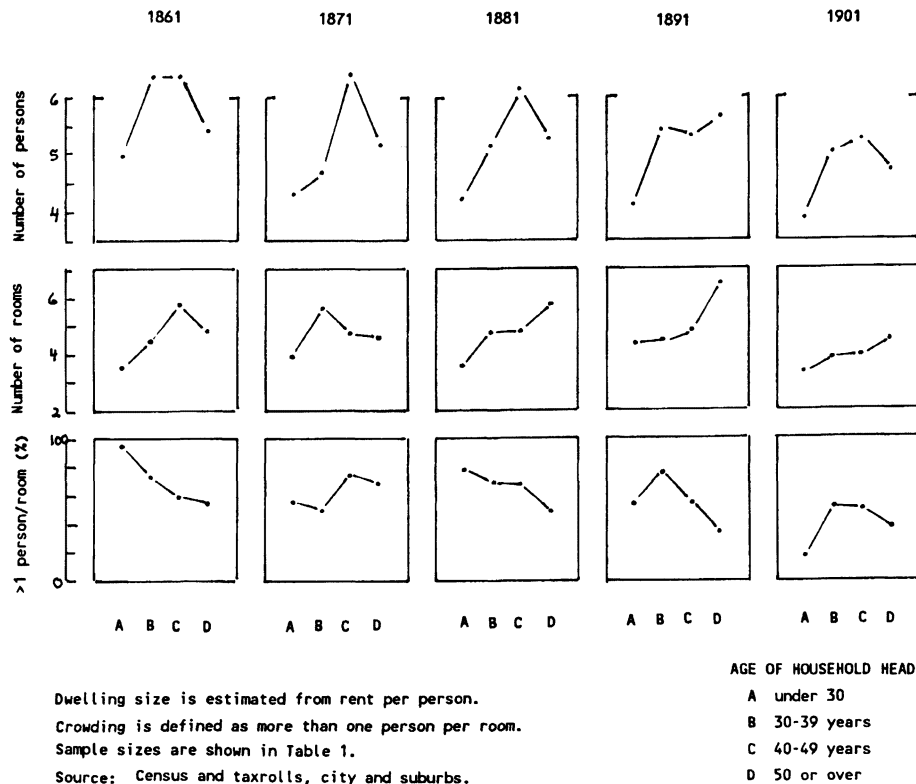 1861 1871 1881 1891 1901
Number of persons
6
5
4
Number of rooms
6
4
2
>1 person/room (%)
100
0
A B C D A B C D A B C D A B C D A B C D
Dwelling size is estimated from rent per person.
Crowding is defined as more than one person per room.
Sample sizes are shown in Table 1.
Source: Census and taxrolls, city and suburbs.
AGE OF HOUSEHOLD HEAD
A under 30
B 30-39 years
C 40-49 years
D 50 or over